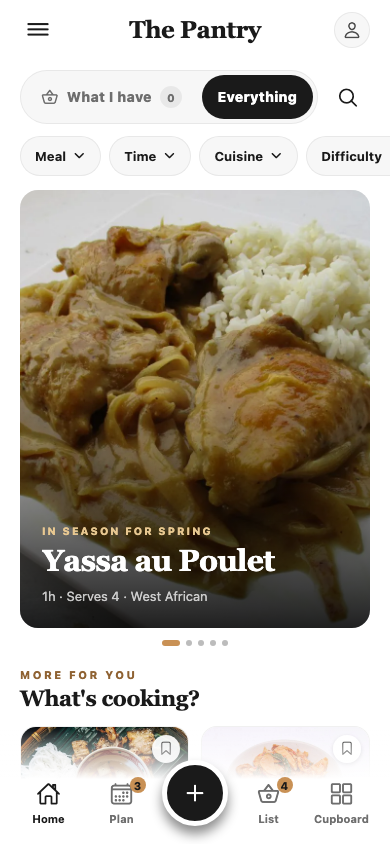 The Pantry
What I have 0 Everything
Meal Time Cuisine Difficulty
IN SEASON FOR SPRING
Yassa au Poulet
1h · Serves 4 · West African
MORE FOR YOU
What's cooking?
3 4
Home Plan List Cupboard